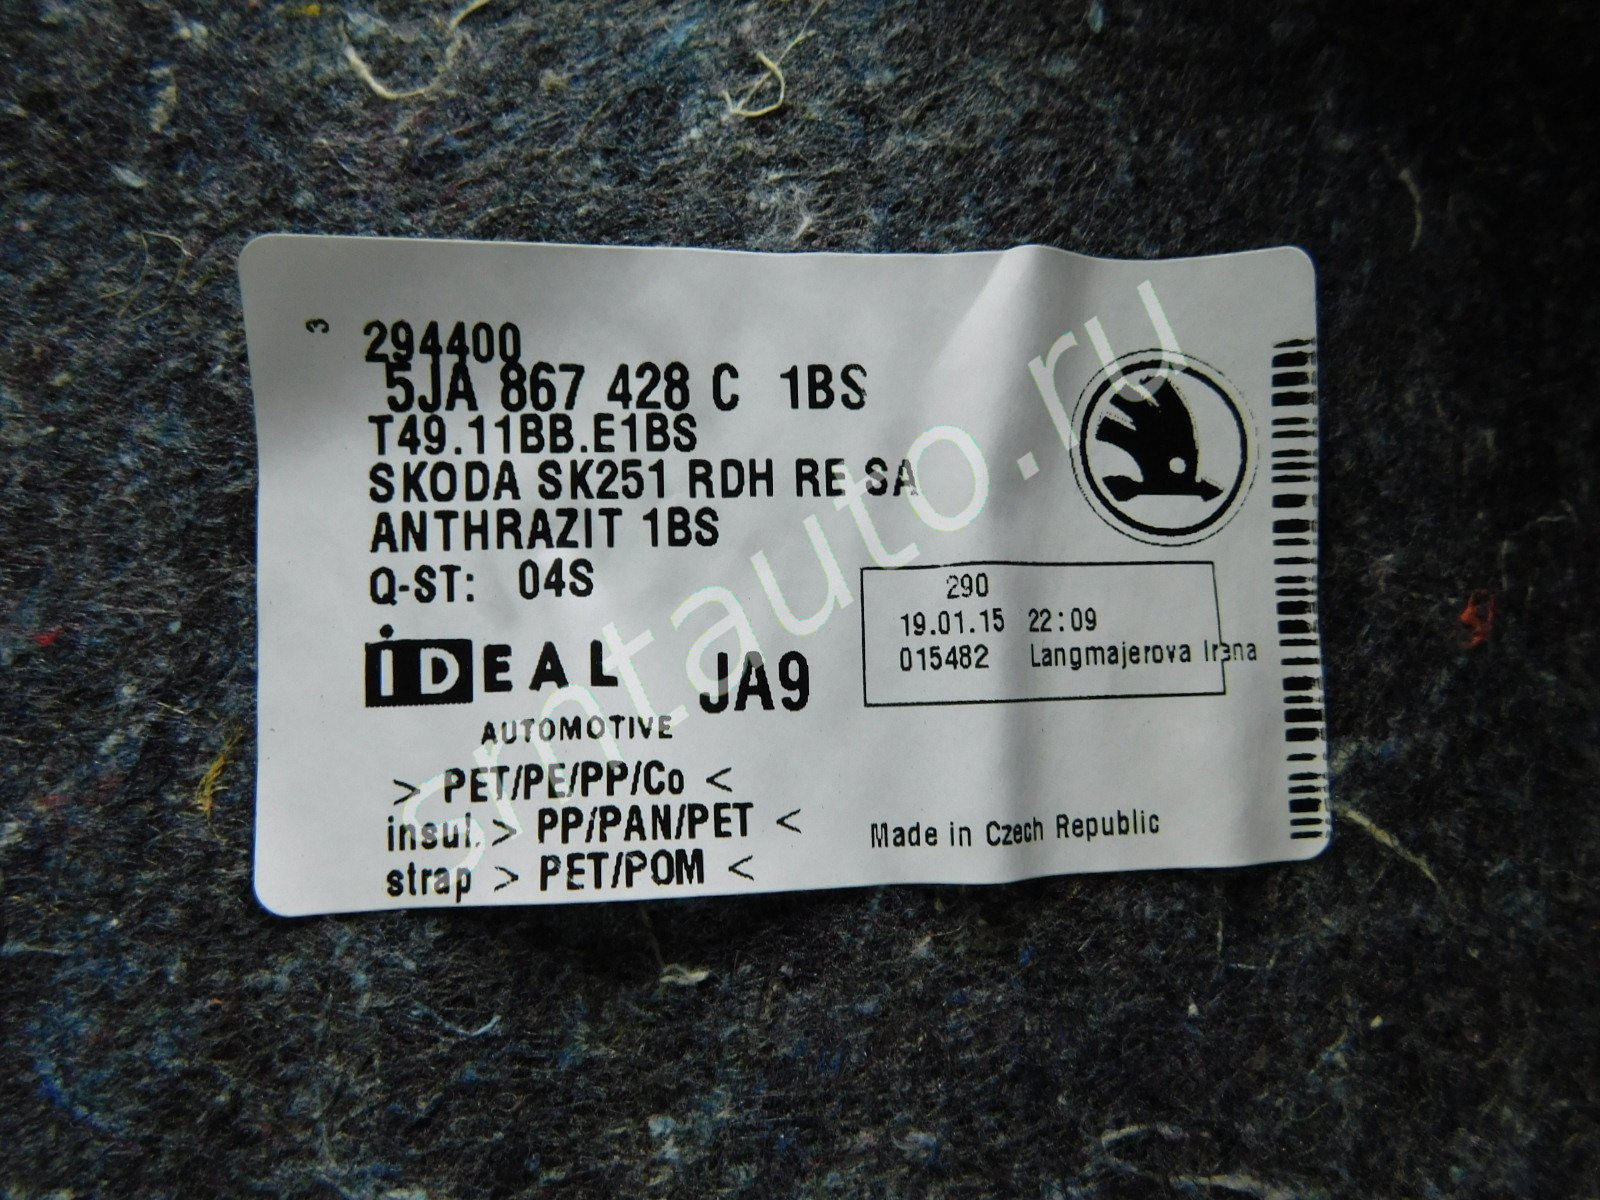 3
294400
5JA 867 428 C 1BS
T49.11BB.E1BS
SKODA SK251 RDH RE SA
ANTHRAZIT 1BS
Q-ST: 04S
iDEAL
AUTOMOTIVE
JA9
290
19.01.15 22:09
015482 Langmajerova Irena
> PET/PE/PP/Co <
insul. > PP/PAN/PET <
strap > PET/POM <
Made in Czech Republic
srntauto.ru